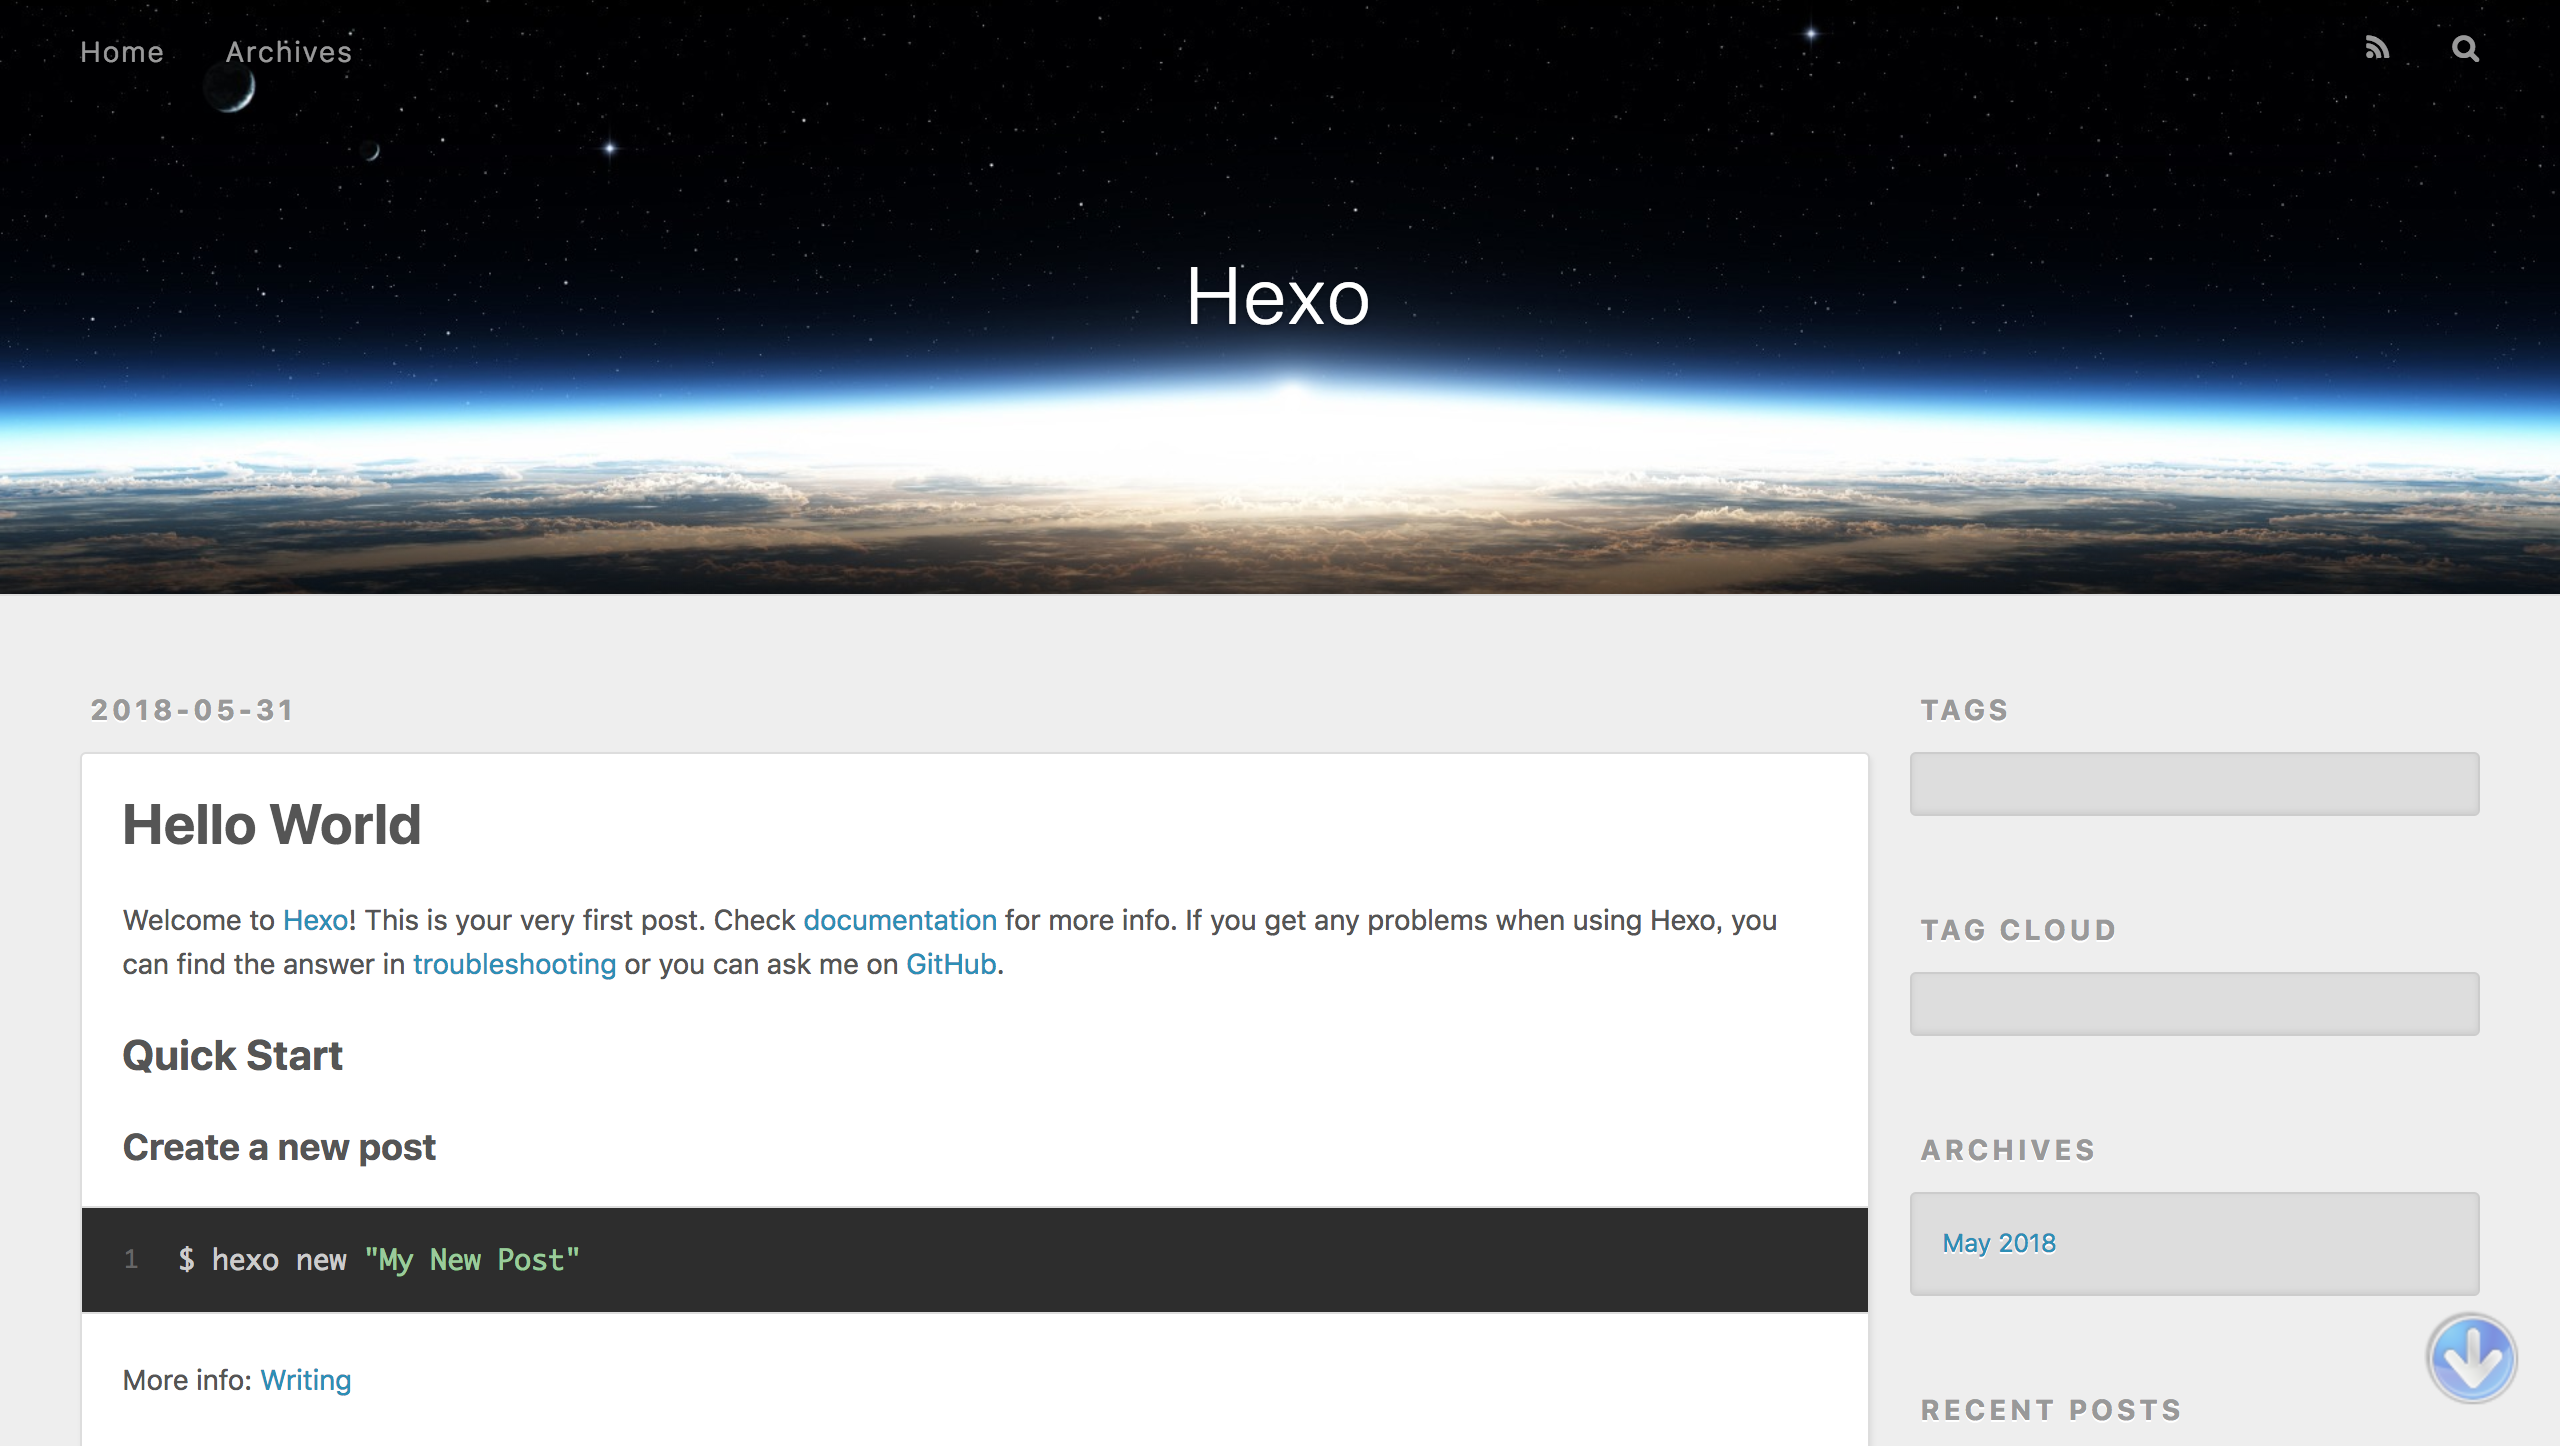 Home Archives
Hexo
2018-05-31
Hello World
Welcome to Hexo! This is your very first post. Check documentation for more info. If you get any problems when using Hexo, you
can find the answer in troubleshooting or you can ask me on GitHub.
Quick Start
Create a new post
1 $ hexo new "My New Post"
More info: Writing
TAGS
TAG CLOUD
ARCHIVES
May 2018
RECENT POSTS